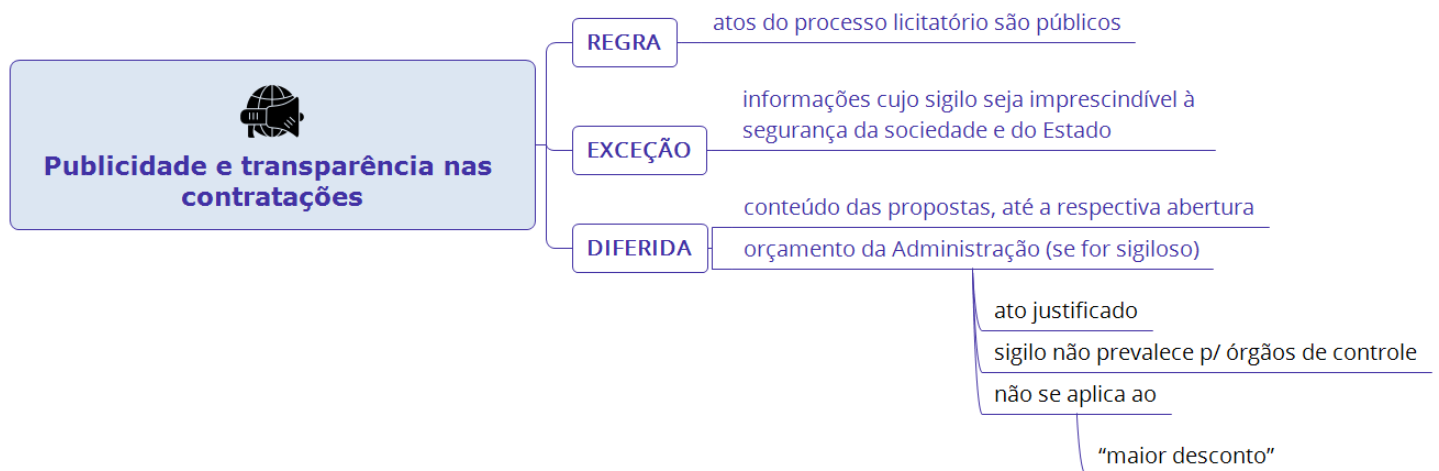 Publicidade e transparência nas
contratações
REGRA
atos do processo licitatório são públicos
EXCEÇÃO
informações cujo sigilo seja imprescindível à
segurança da sociedade e do Estado
DIFERIDA
conteúdo das propostas, até a respectiva abertura
orçamento da Administração (se for sigiloso)
ato justificado
sigilo não prevalece p/ órgãos de controle
não se aplica ao
“maior desconto”